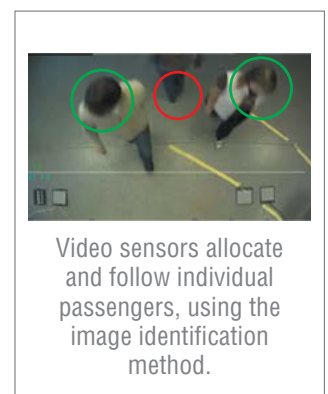 Video sensors allocate
and follow individual
passengers, using the
image identification
method.